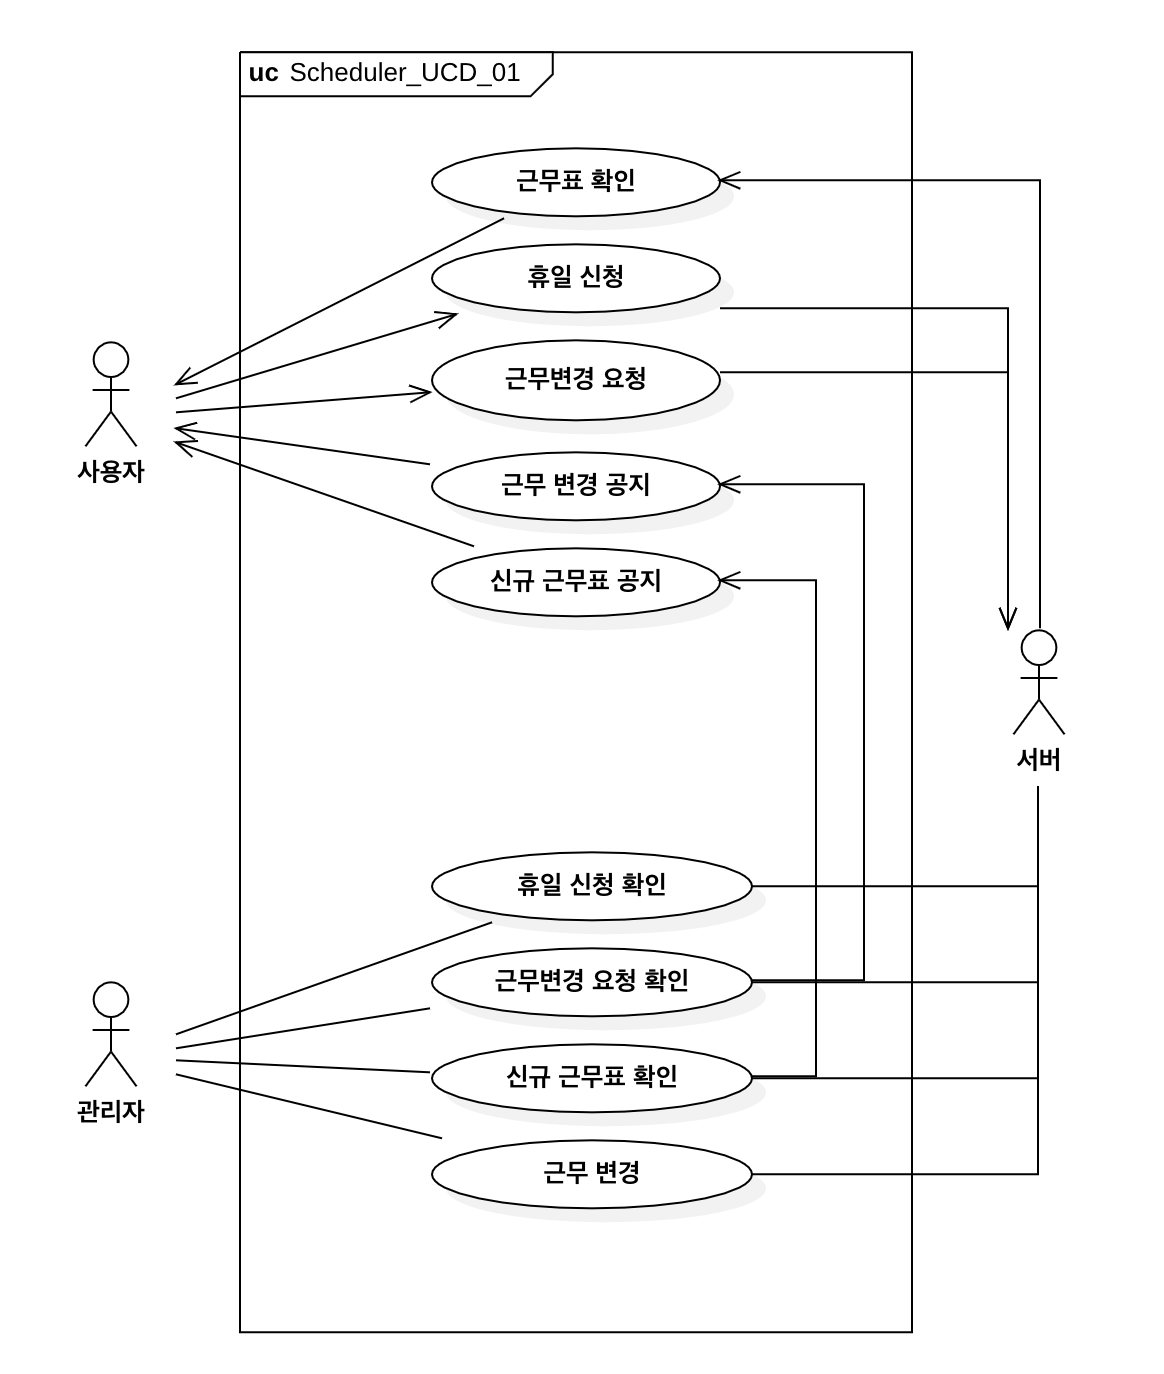 uc Scheduler_UCD_01
근무표 확인
휴일 신청
근무변경 요청
사용자
근무 변경 공지
신규 근무표 공지
서버
휴일 신청 확인
근무변경 요청 확인
신규 근무표 확인
관리자
근무 변경